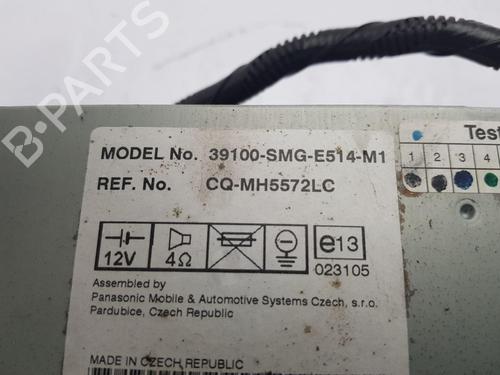 B-PARTS
MODEL No. 39100-SMG-E514-M1
REF. No. CQ-MH5572LC
Test
1 2 3 4
12V 4Ω e13
023105
Assembled by
Panasonic Mobile & Automotive Systems Czech, s.r.o.
Pardubice, Czech Republic
MADE IN CZECH REPUBLIC